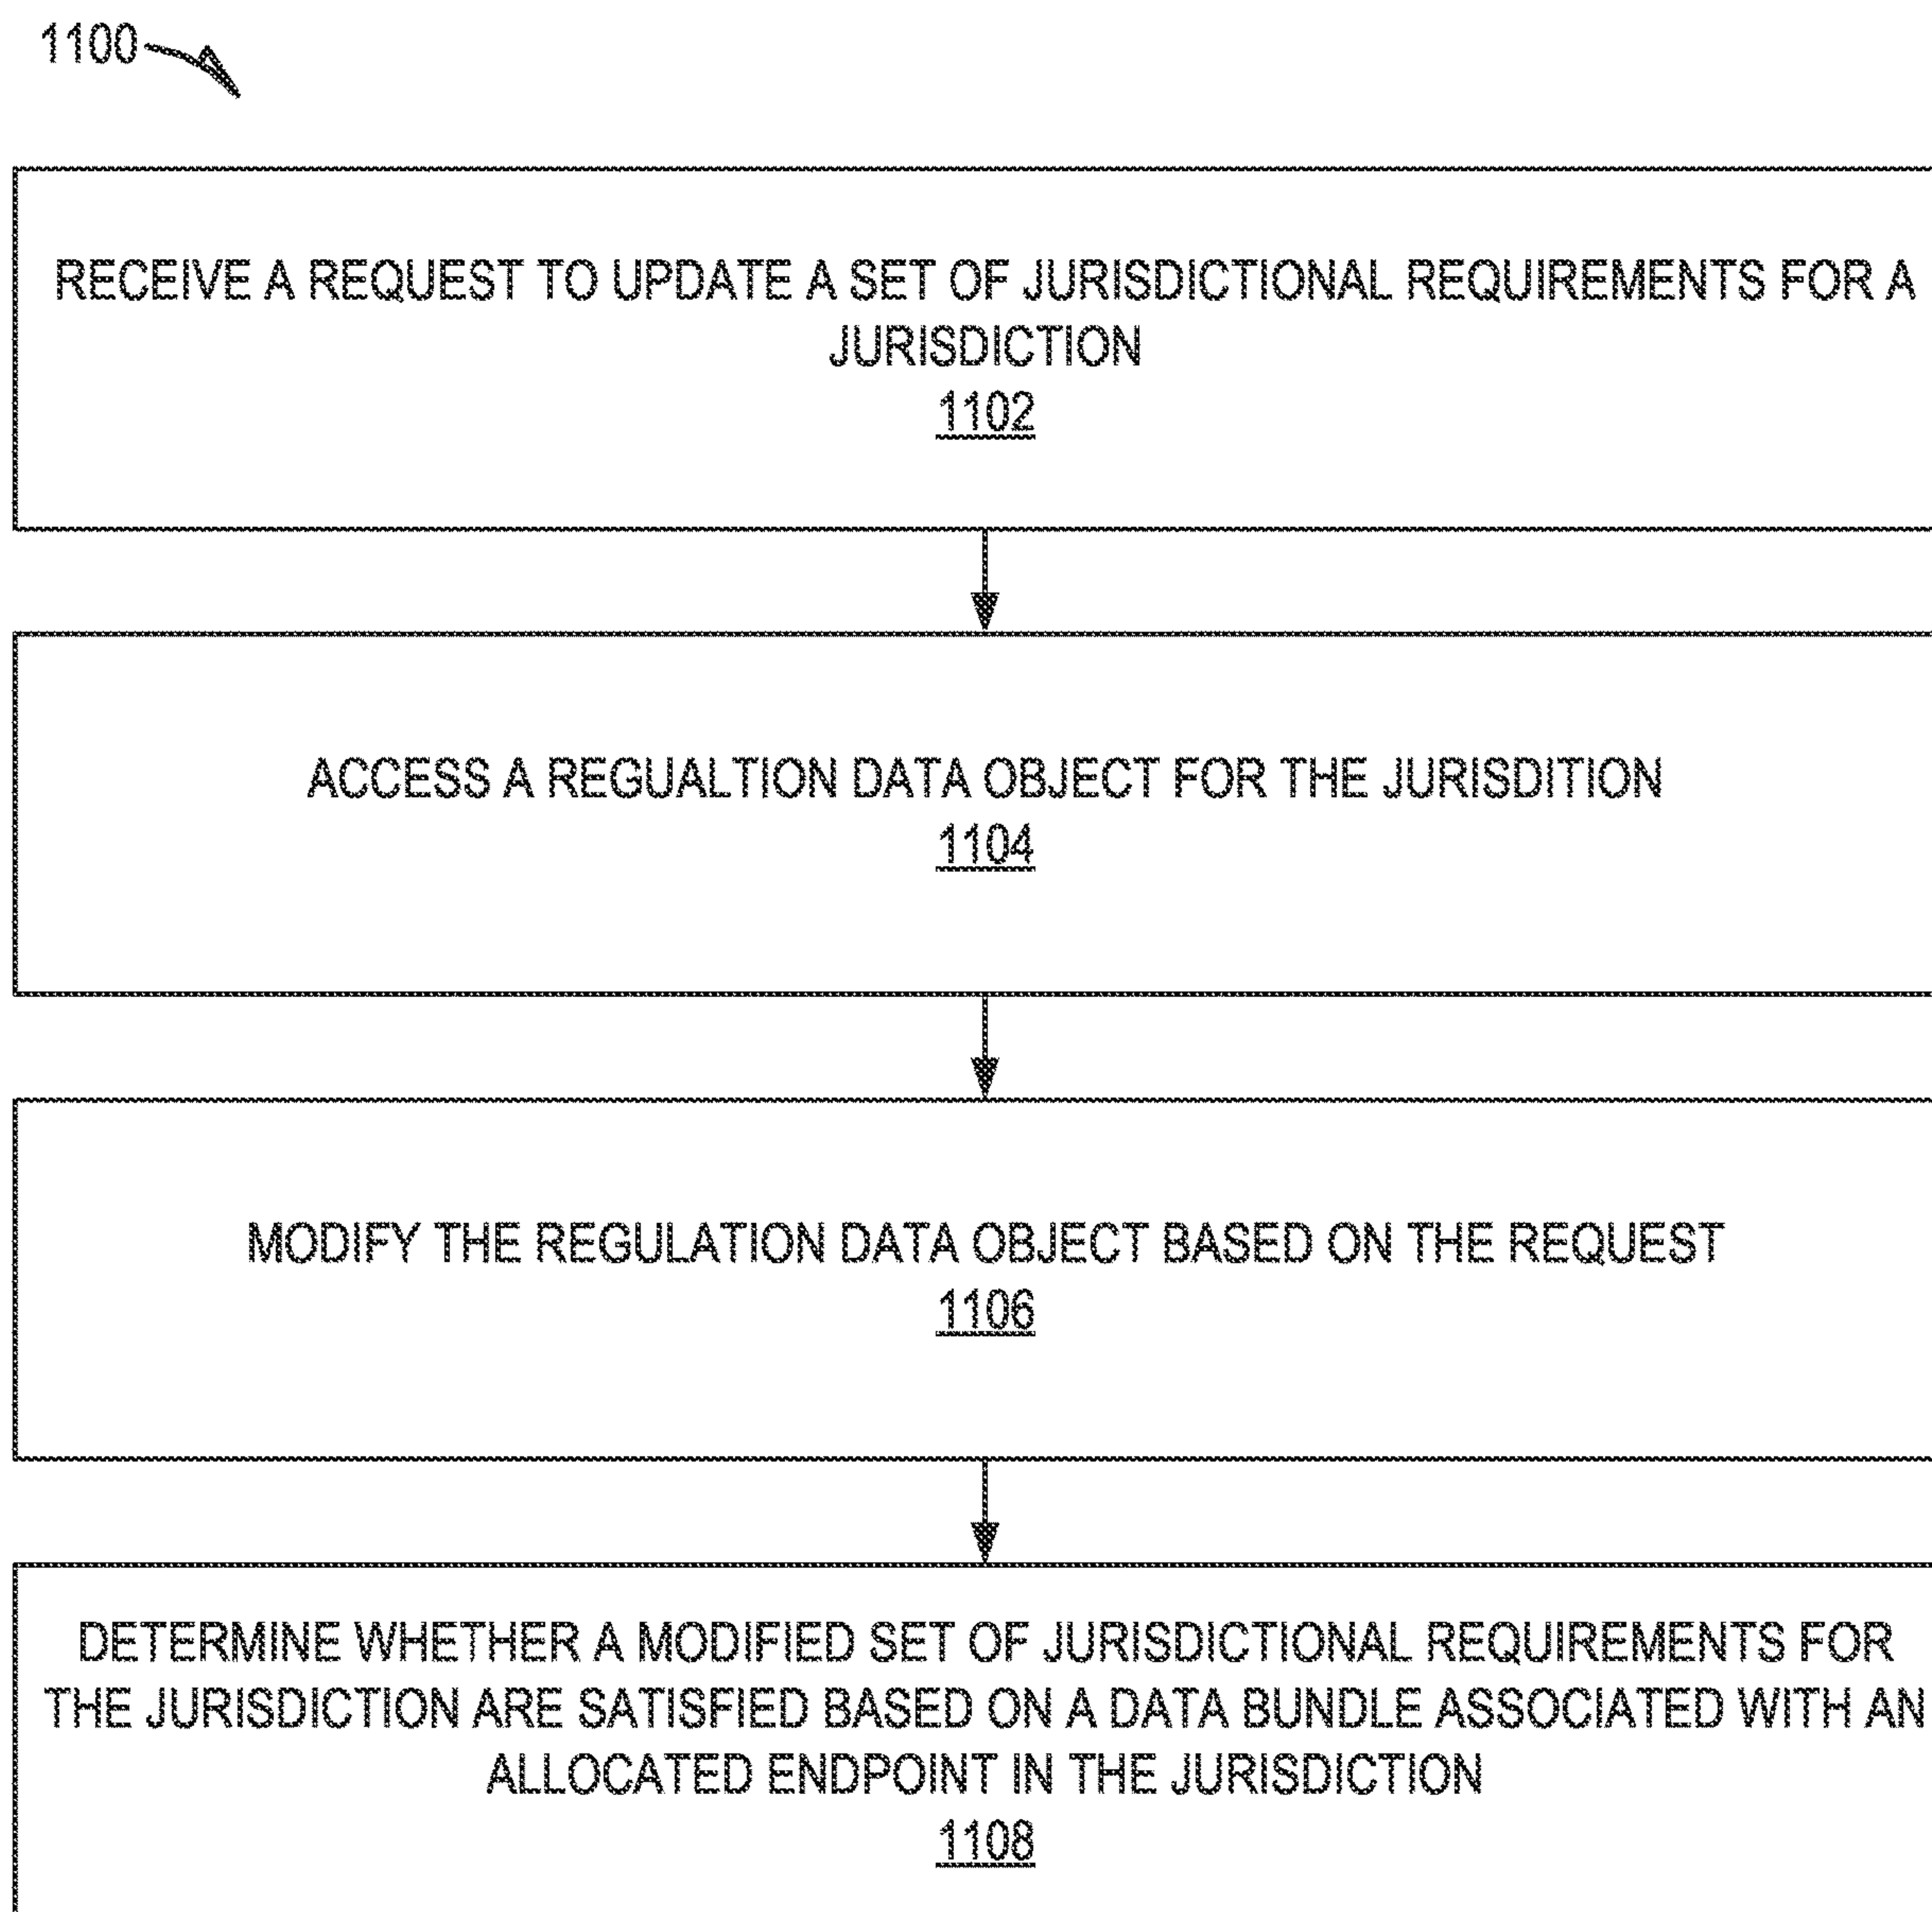 1100
RECEIVE A REQUEST TO UPDATE A SET OF JURISDICTIONAL REQUIREMENTS FOR A
JURISDICTION
1102
ACCESS A REGUALTION DATA OBJECT FOR THE JURISDITION
1104
MODIFY THE REGULATION DATA OBJECT BASED ON THE REQUEST
1106
DETERMINE WHETHER A MODIFIED SET OF JURISDICTIONAL REQUIREMENTS FOR
THE JURISDICTION ARE SATISFIED BASED ON A DATA BUNDLE ASSOCIATED WITH AN
ALLOCATED ENDPOINT IN THE JURISDICTION
1108